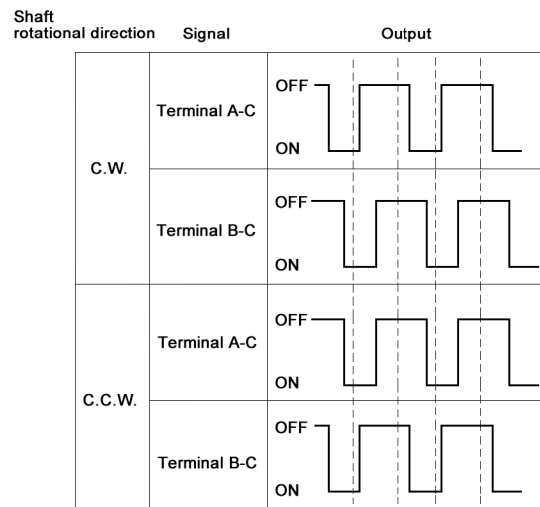 Shaft
rotational direction Signal Output
C.W.
Terminal A-C
OFF
ON
Terminal B-C
OFF
ON
C.C.W.
Terminal A-C
OFF
ON
Terminal B-C
OFF
ON